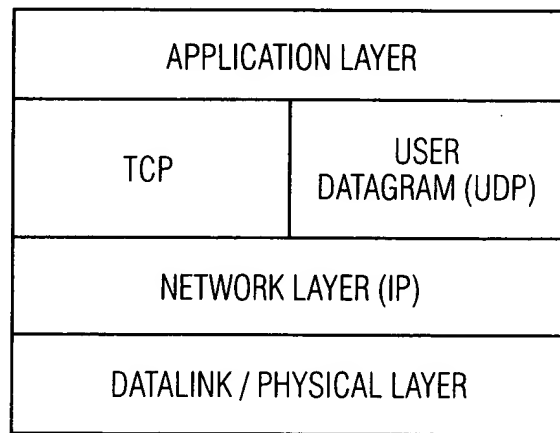 APPLICATION LAYER
TCP
USER
DATAGRAM (UDP)
NETWORK LAYER (IP)
DATALINK / PHYSICAL LAYER